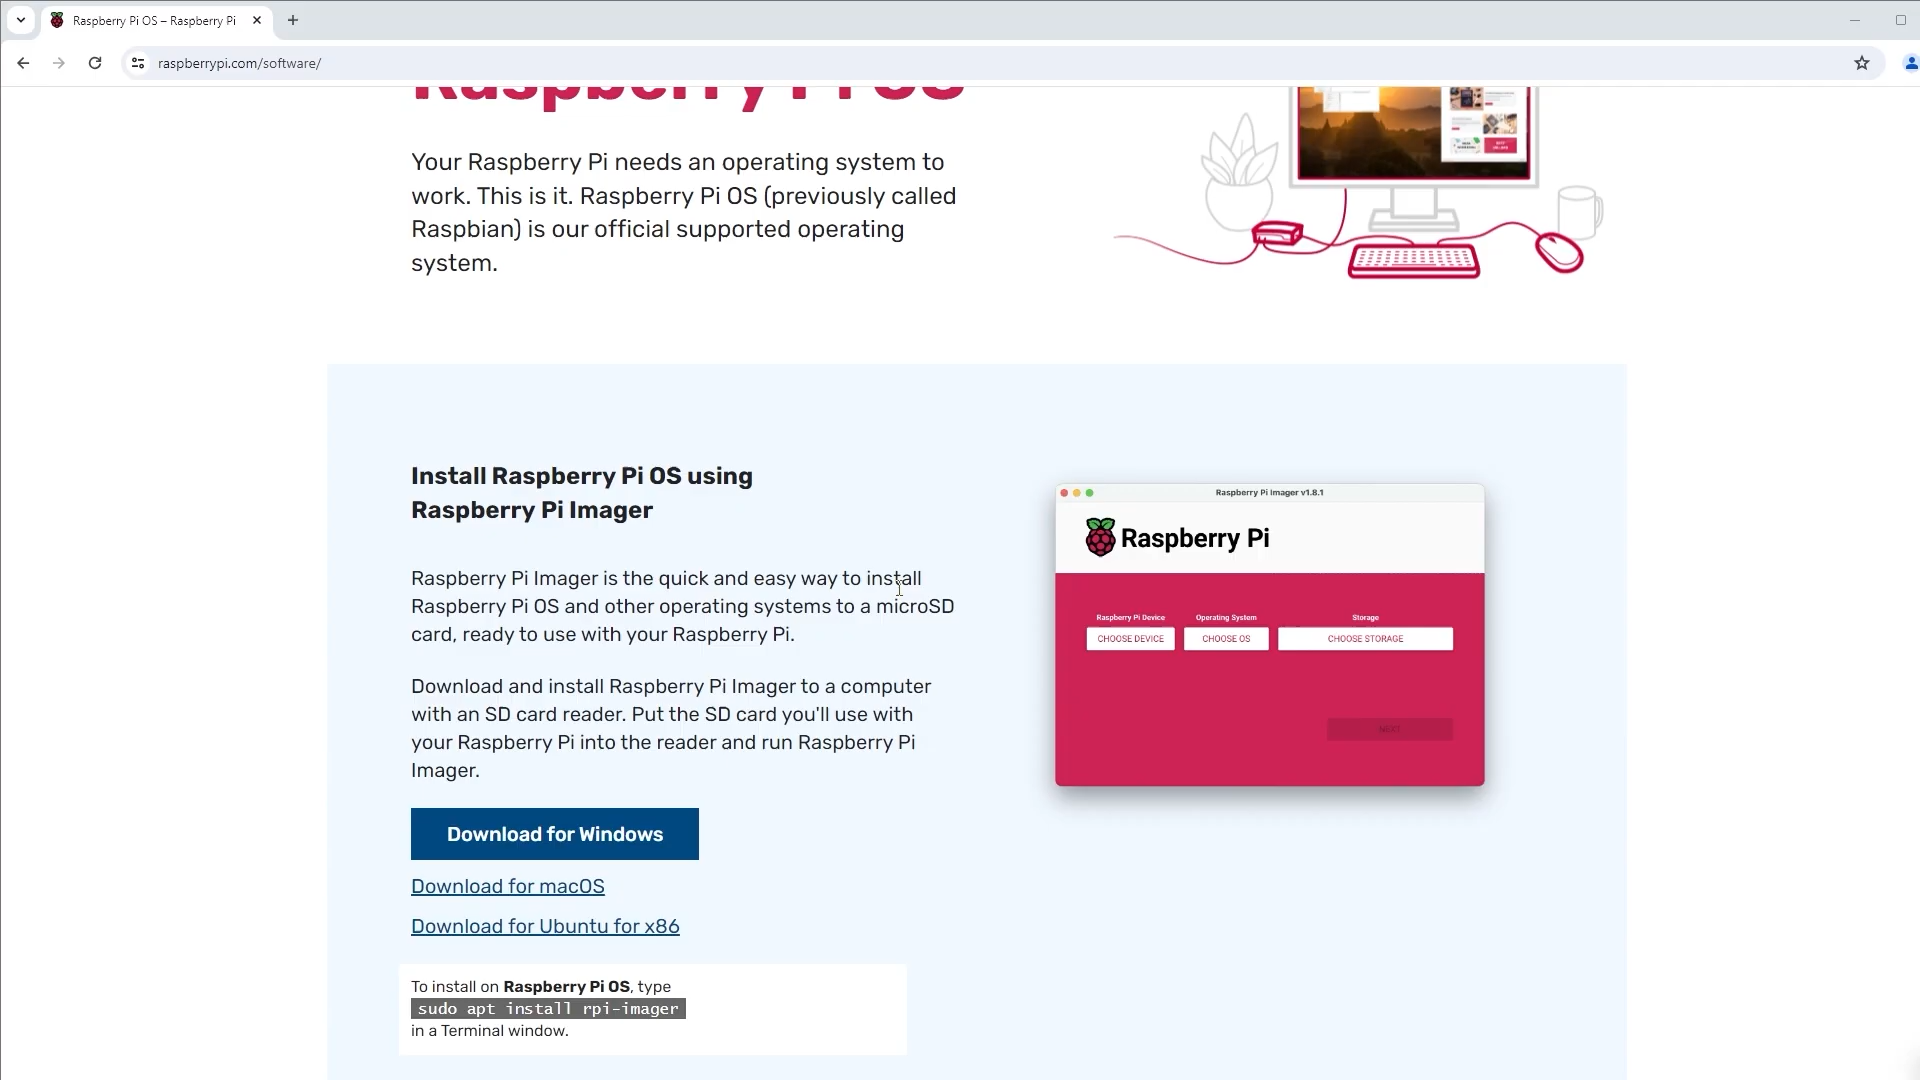 Raspberry Pi OS – Raspberry Pi
raspberrypi.com/software/
Raspberry Pi OS
Your Raspberry Pi needs an operating system to
work. This is it. Raspberry Pi OS (previously called
Raspbian) is our official supported operating
system.
Install Raspberry Pi OS using
Raspberry Pi Imager
Raspberry Pi Imager is the quick and easy way to install
Raspberry Pi OS and other operating systems to a microSD
card, ready to use with your Raspberry Pi.
Download and install Raspberry Pi Imager to a computer
with an SD card reader. Put the SD card you'll use with
your Raspberry Pi into the reader and run Raspberry Pi
Imager.
Download for Windows
Download for macOS
Download for Ubuntu for x86
To install on Raspberry Pi OS, type
sudo apt install rpi-imager
in a Terminal window.
Raspberry Pi Imager v1.8.1
Raspberry Pi
Raspberry Pi Device Operating System Storage
CHOOSE DEVICE CHOOSE OS CHOOSE STORAGE
NEXT